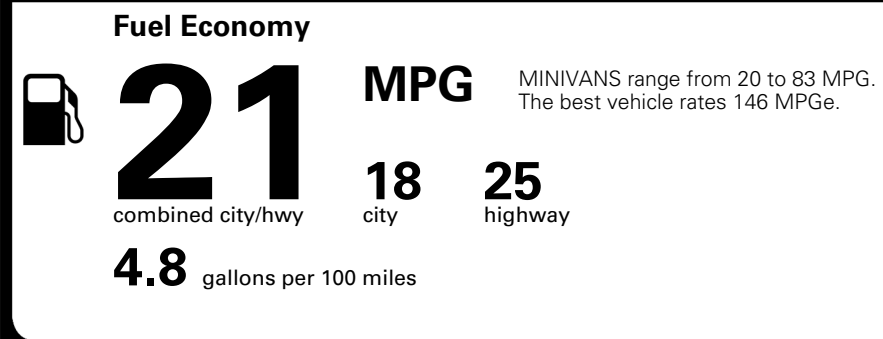 Fuel Economy
21
MPG
MINIVANS range from 20 to 83 MPG.
The best vehicle rates 146 MPGe.
combined city/hwy
18
city
25
highway
4.8 gallons per 100 miles